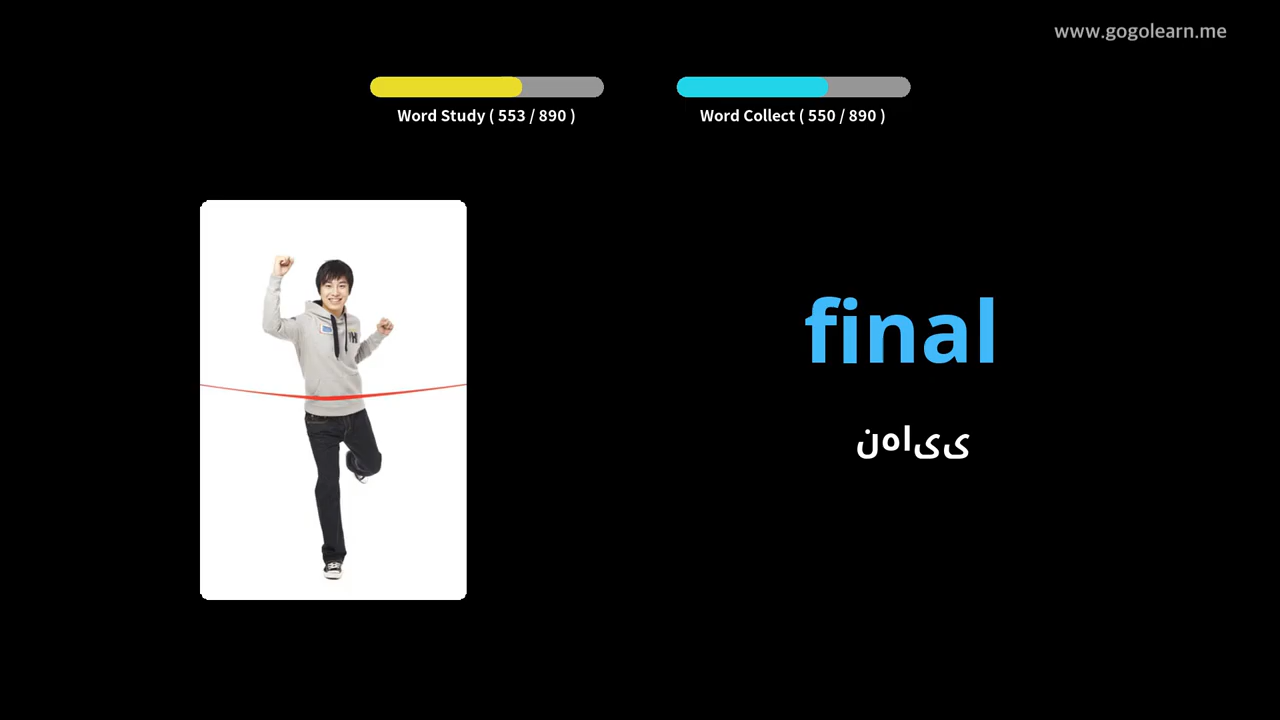 www.gogolearn.me
Word Study ( 553 / 890 )
Word Collect ( 550 / 890 )
final
نهایی